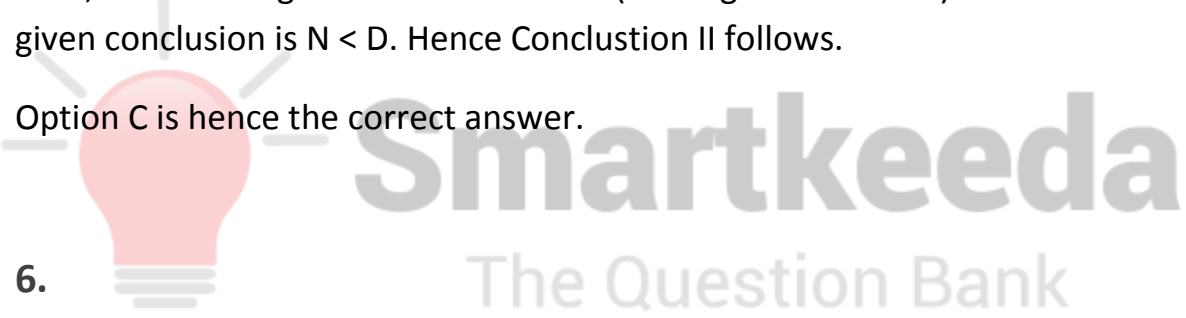 given conclusion is N < D. Hence Conclustion II follows.
Option C is hence the correct answer.
Smartkeeda
The Question Bank
6.